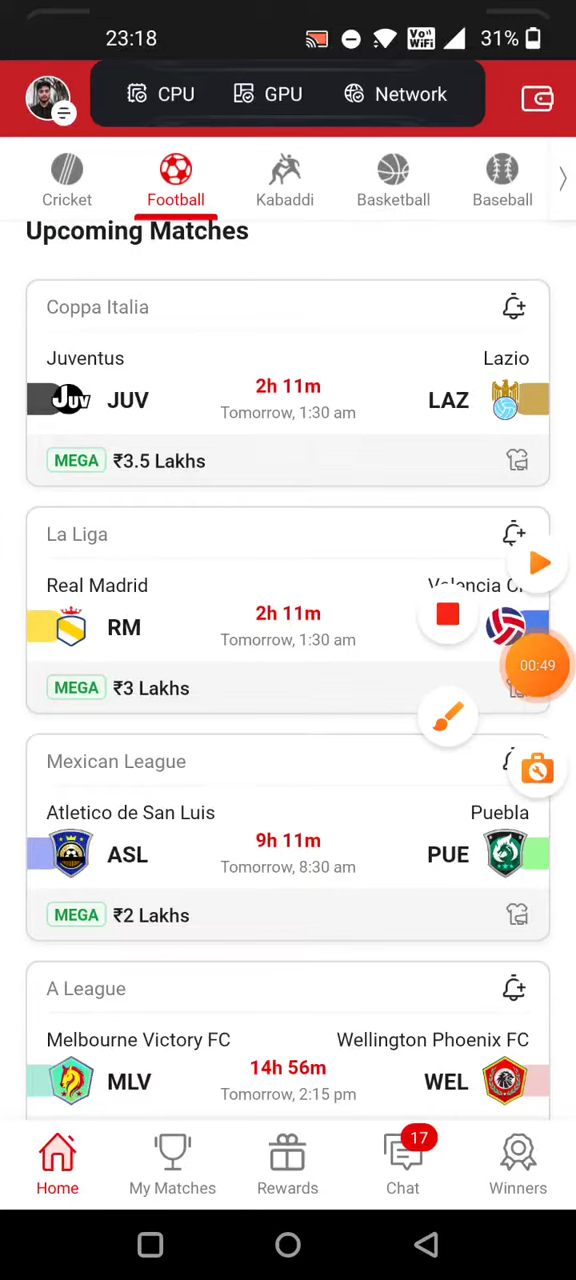 23:18
Vo))
WiFi
31%
CPU
GPU
Network
Cricket
Football
Kabaddi
Basketball
Baseball
Upcoming Matches
Coppa Italia
Juventus
Lazio
JUV
JUV
2h 11m
LAZ
Tomorrow, 1:30 am
MEGA ₹3.5 Lakhs
La Liga
Real Madrid
Valencia
RM
2h 11m
Tomorrow, 1:30 am
00:49
MEGA ₹3 Lakhs
Mexican League
Atletico de San Luis
Puebla
ASL
9h 11m
PUE
Tomorrow, 8:30 am
MEGA ₹2 Lakhs
A League
Melbourne Victory FC
Wellington Phoenix FC
MLV
14h 56m
WEL
Tomorrow, 2:15 pm
17
Home
My Matches
Rewards
Chat
Winners